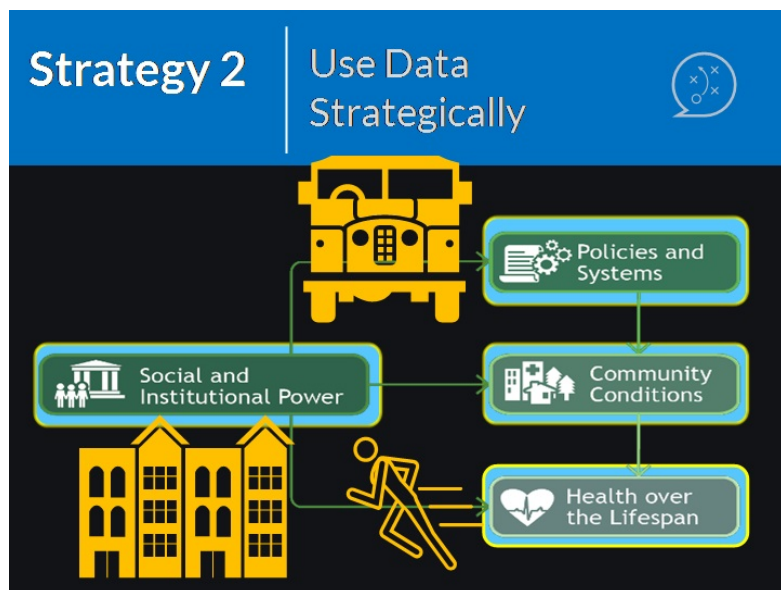 Strategy 2
Use Data
Strategically
Policies and
Systems
Social and
Institutional Power
Community
Conditions
Health over
the Lifespan